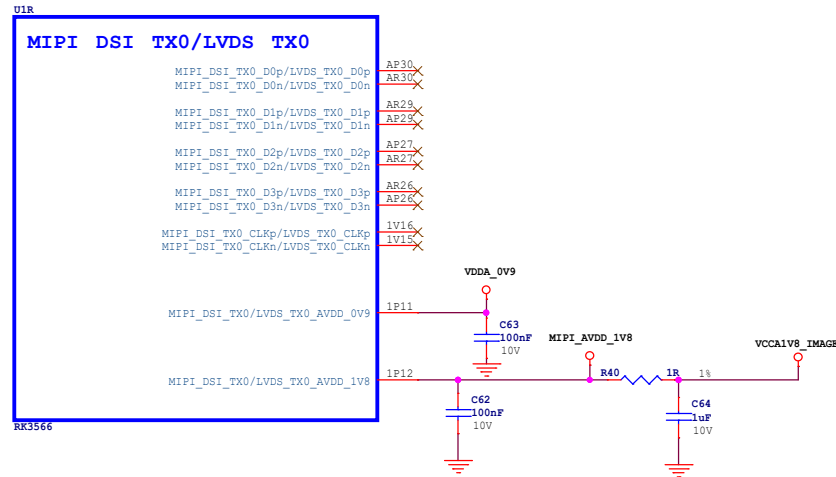 U1R
MIPI DSI TX0/LVDS TX0
MIPI_DSI_TX0_D0p/LVDS_TX0_D0p AP30
MIPI_DSI_TX0_D0n/LVDS_TX0_D0n AR30
MIPI_DSI_TX0_D1p/LVDS_TX0_D1p AR29
MIPI_DSI_TX0_D1n/LVDS_TX0_D1n AP29
MIPI_DSI_TX0_D2p/LVDS_TX0_D2p AP27
MIPI_DSI_TX0_D2n/LVDS_TX0_D2n AR27
MIPI_DSI_TX0_D3p/LVDS_TX0_D3p AR26
MIPI_DSI_TX0_D3n/LVDS_TX0_D3n AP26
MIPI_DSI_TX0_CLKp/LVDS_TX0_CLKp 1V16
MIPI_DSI_TX0_CLKn/LVDS_TX0_CLKn 1V15
VDDA_0V9
MIPI_DSI_TX0/LVDS_TX0_AVDD_0V9 1P11
C63
100nF
10V
MIPI_AVDD_1V8
VCCA1V8_IMAGE
MIPI_DSI_TX0/LVDS_TX0_AVDD_1V8 1P12
R40 1R 1%
C62
100nF
10V
C64
1uF
10V
RK3566